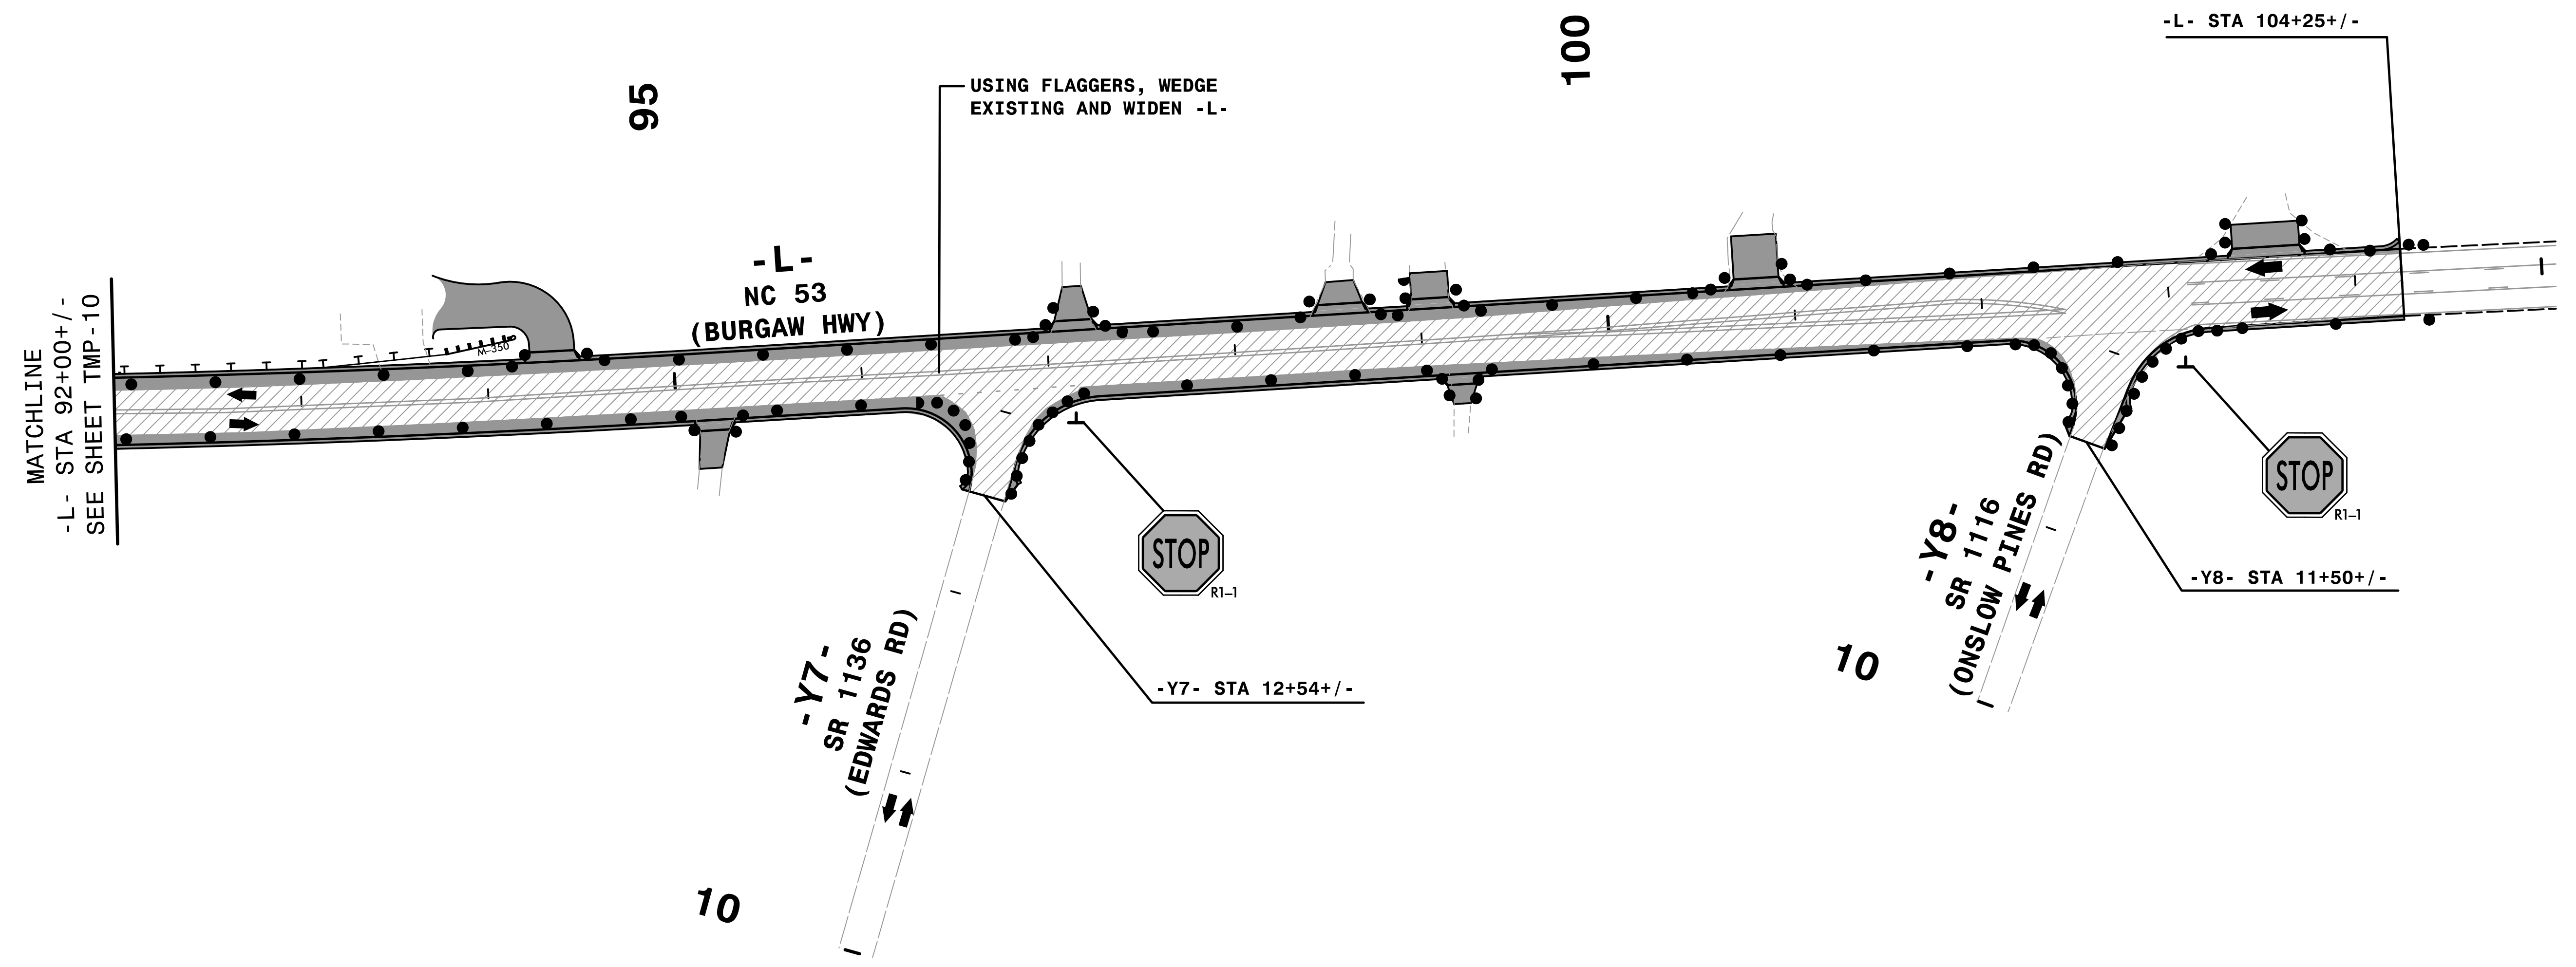 -L- STA 104+25+/-
100
95
USING FLAGGERS, WEDGE
EXISTING AND WIDEN -L-
-L-
NC 53
(BURGAW HWY)
MATCHLINE
-L- STA 92+00+/-
SEE SHEET TMP-10
M-350
STOP
R1-1
STOP
R1-1
-Y7-
SR 1136
(EDWARDS RD)
-Y7- STA 12+54+/-
10
-Y8-
SR 1116
(ONSLOW PINES RD)
-Y8- STA 11+50+/-
10